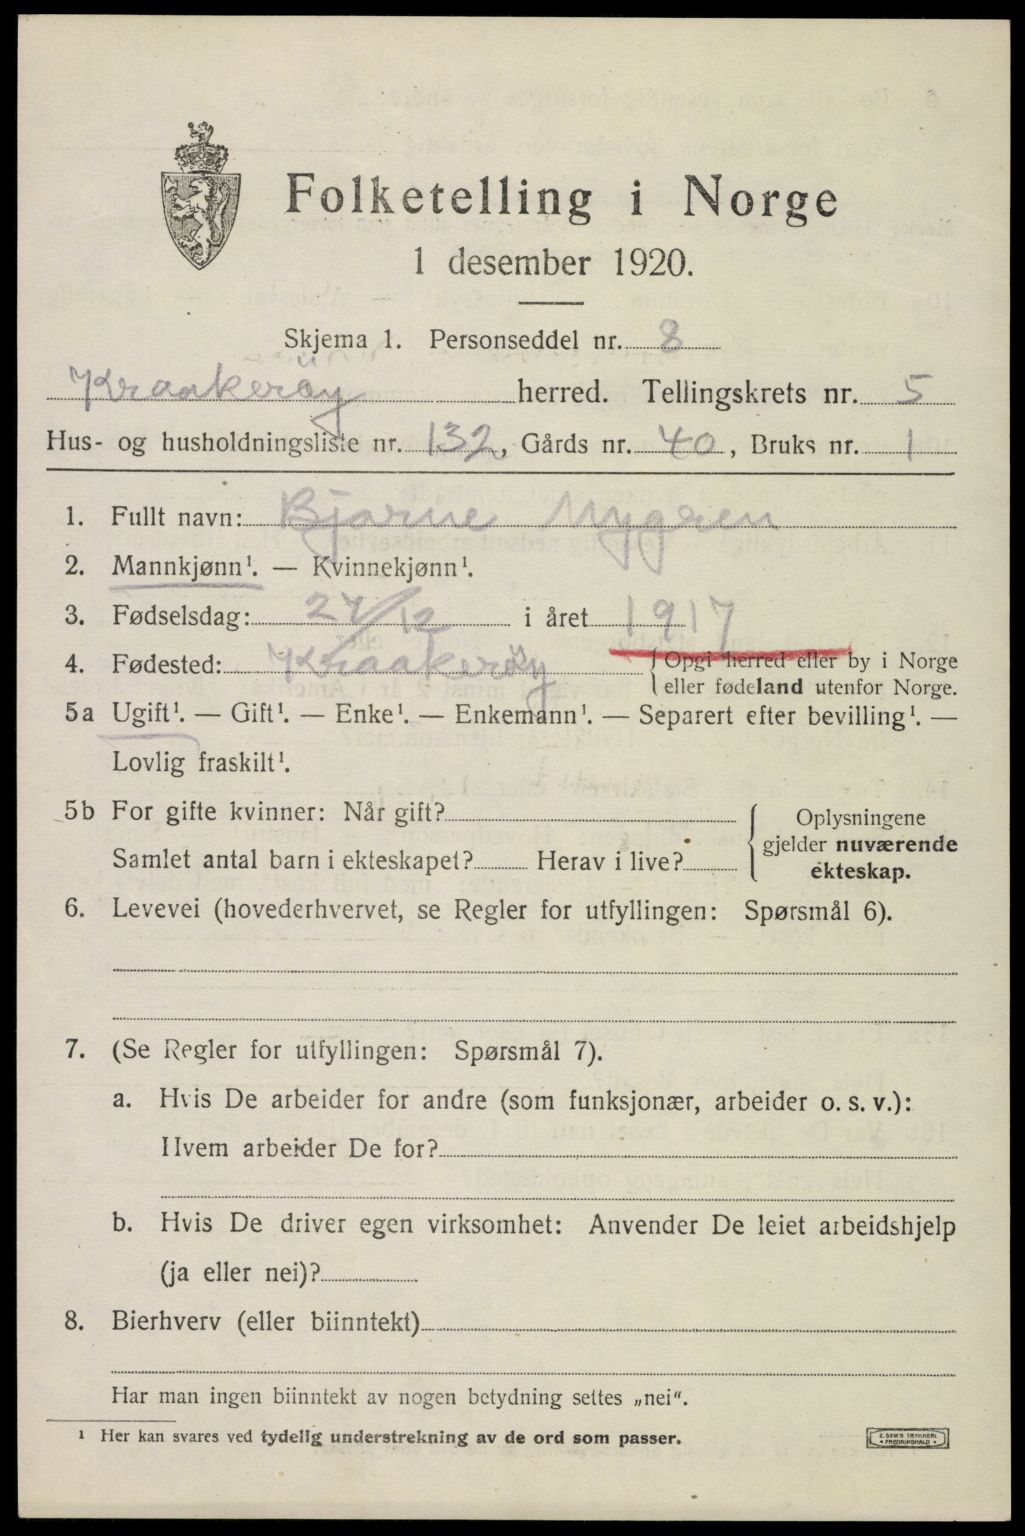 Folketelling i Norge
1 desember 1920.
Skjema 1. Personseddel nr. 8
Kraakerøy herred. Tellingskrets nr. 5
Hus- og husholdningsliste nr. 132, Gårds nr. 40, Bruks nr. 1
1. Fullt navn: Bjarne Nygren
2. Mannkjønn¹. — Kvinnekjønn¹.
3. Fødselsdag: 27/12 i året 1917
4. Fødested: Kraakerøy { Opgi herred eller by i Norge
eller fødeland utenfor Norge.
5a Ugift¹. — Gift¹. — Enke¹. — Enkemann¹. — Separert efter bevilling¹. —
Lovlig fraskilt¹.
5b For gifte kvinner: Når gift?
Samlet antal barn i ekteskapet? Herav i live?
Oplysningene
gjelder nuværende
ekteskap.
6. Levevei (hovederhvervet, se Regler for utfyllingen: Spørsmål 6).
7. (Se Regler for utfyllingen: Spørsmål 7).
a. Hvis De arbeider for andre (som funksjonær, arbeider o. s. v.):
Hvem arbeider De for?
b. Hvis De driver egen virksomhet: Anvender De leiet arbeidshjelp
(ja eller nei)?
8. Bierhverv (eller biinntekt)
Har man ingen biinntekt av nogen betydning settes „nei“.
¹ Her kan svares ved tydelig understrekning av de ord som passer.
E. SEM'S TRYKKERI
FREDRIKSHALD